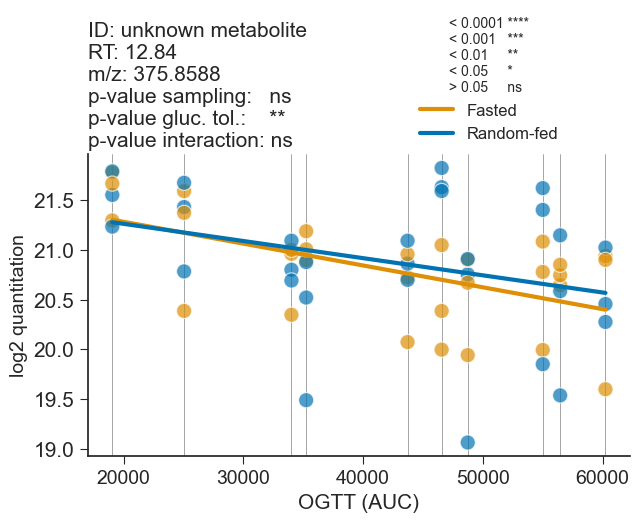 ID: unknown metabolite
RT: 12.84
m/z: 375.8588
p-value sampling: ns
p-value gluc. tol.: **
p-value interaction: ns
< 0.0001 ****
< 0.001 ***
< 0.01 **
< 0.05 *
> 0.05 ns
Fasted
Random-fed
log2 quantitation
21.5
21.0
20.5
20.0
19.5
19.0
20000 30000 40000 50000 60000
OGTT (AUC)